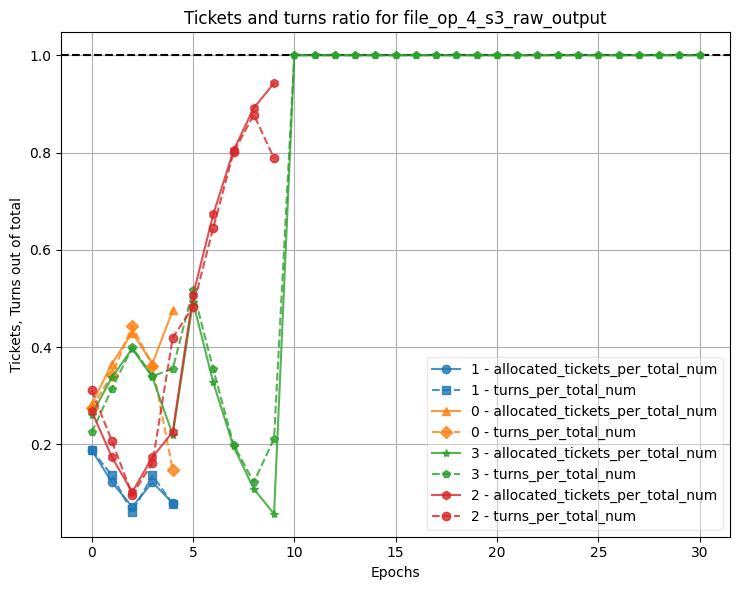 Tickets and turns ratio for file_op_4_s3_raw_output
Tickets, Turns out of total
1.0
0.8
0.6
0.4
0.2
1 - allocated_tickets_per_total_num
1 - turns_per_total_num
0 - allocated_tickets_per_total_num
0 - turns_per_total_num
3 - allocated_tickets_per_total_num
3 - turns_per_total_num
2 - allocated_tickets_per_total_num
2 - turns_per_total_num
0 5 10 15 20 25 30
Epochs